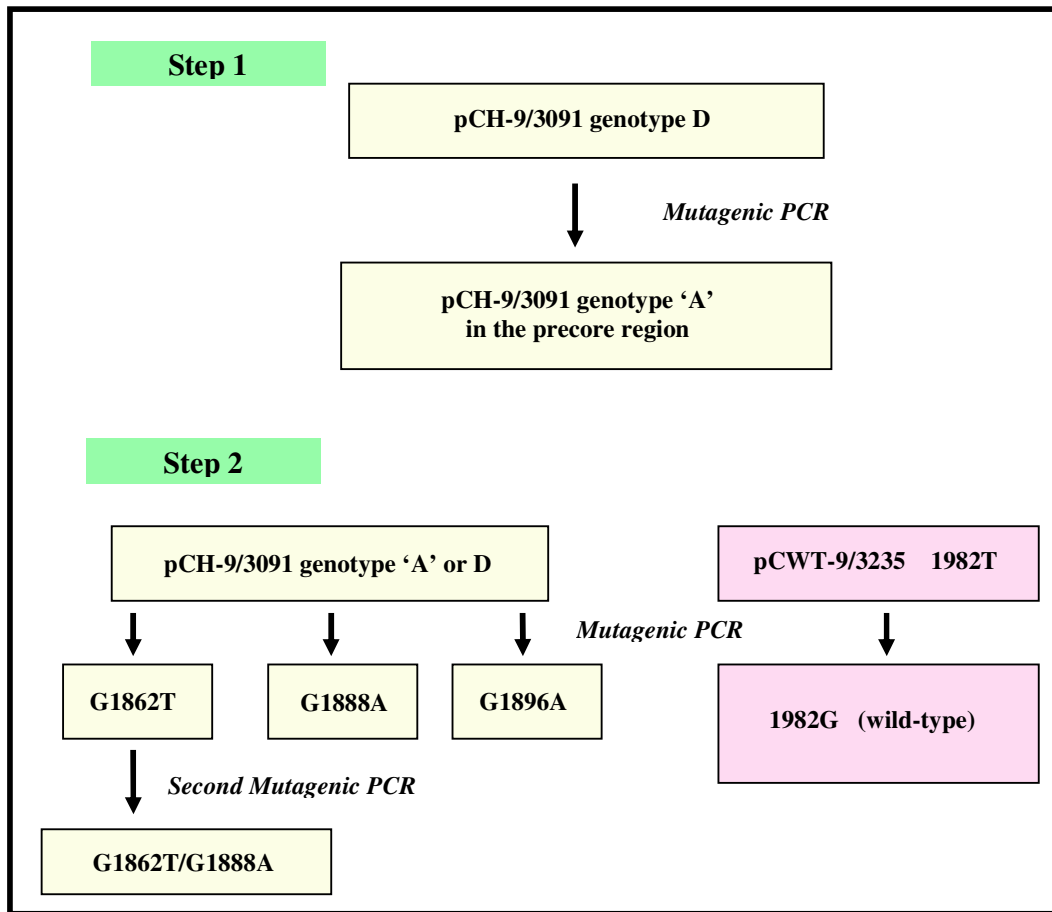 Step 1
pCH-9/3091 genotype D
Mutagenic PCR
pCH-9/3091 genotype ‘A’
in the precore region
Step 2
pCH-9/3091 genotype ‘A’ or D
pCWT-9/3235 1982T
Mutagenic PCR
G1862T
G1888A
G1896A
1982G (wild-type)
Second Mutagenic PCR
G1862T/G1888A